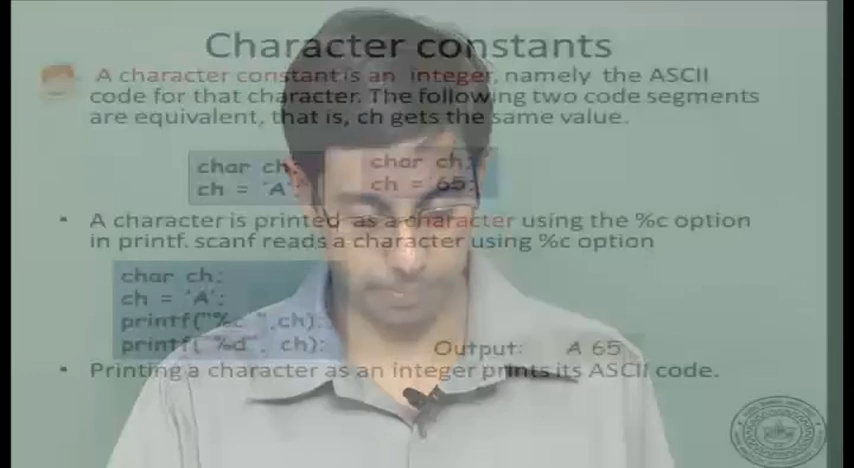 Character constants
A character constant is an integer, namely the ASCII
code for that character. The following two code segments
are equivalent, that is, ch gets the same value.
char ch;
ch = 'A';
char ch;
ch = 65;
▪ A character is printed as a character using the %c option
in printf. scanf reads a character using %c option
char ch;
ch = 'A';
printf("%c ",ch);
printf( "%d", ch);
Output: A 65
▪ Printing a character as an integer prints its ASCII code.